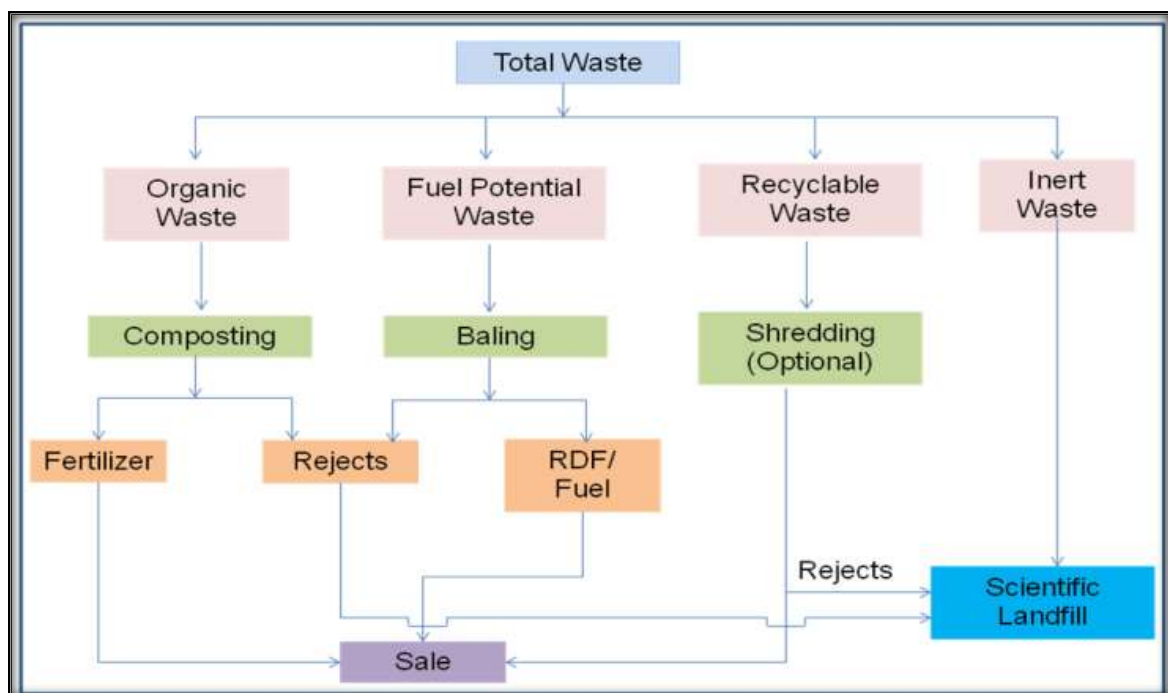 Total Waste
Organic
Waste
Fuel Potential
Waste
Recyclable
Waste
Inert
Waste
Composting
Baling
Shredding
(Optional)
Fertilizer
Rejects
RDF/
Fuel
Rejects
Scientific
Landfill
Sale